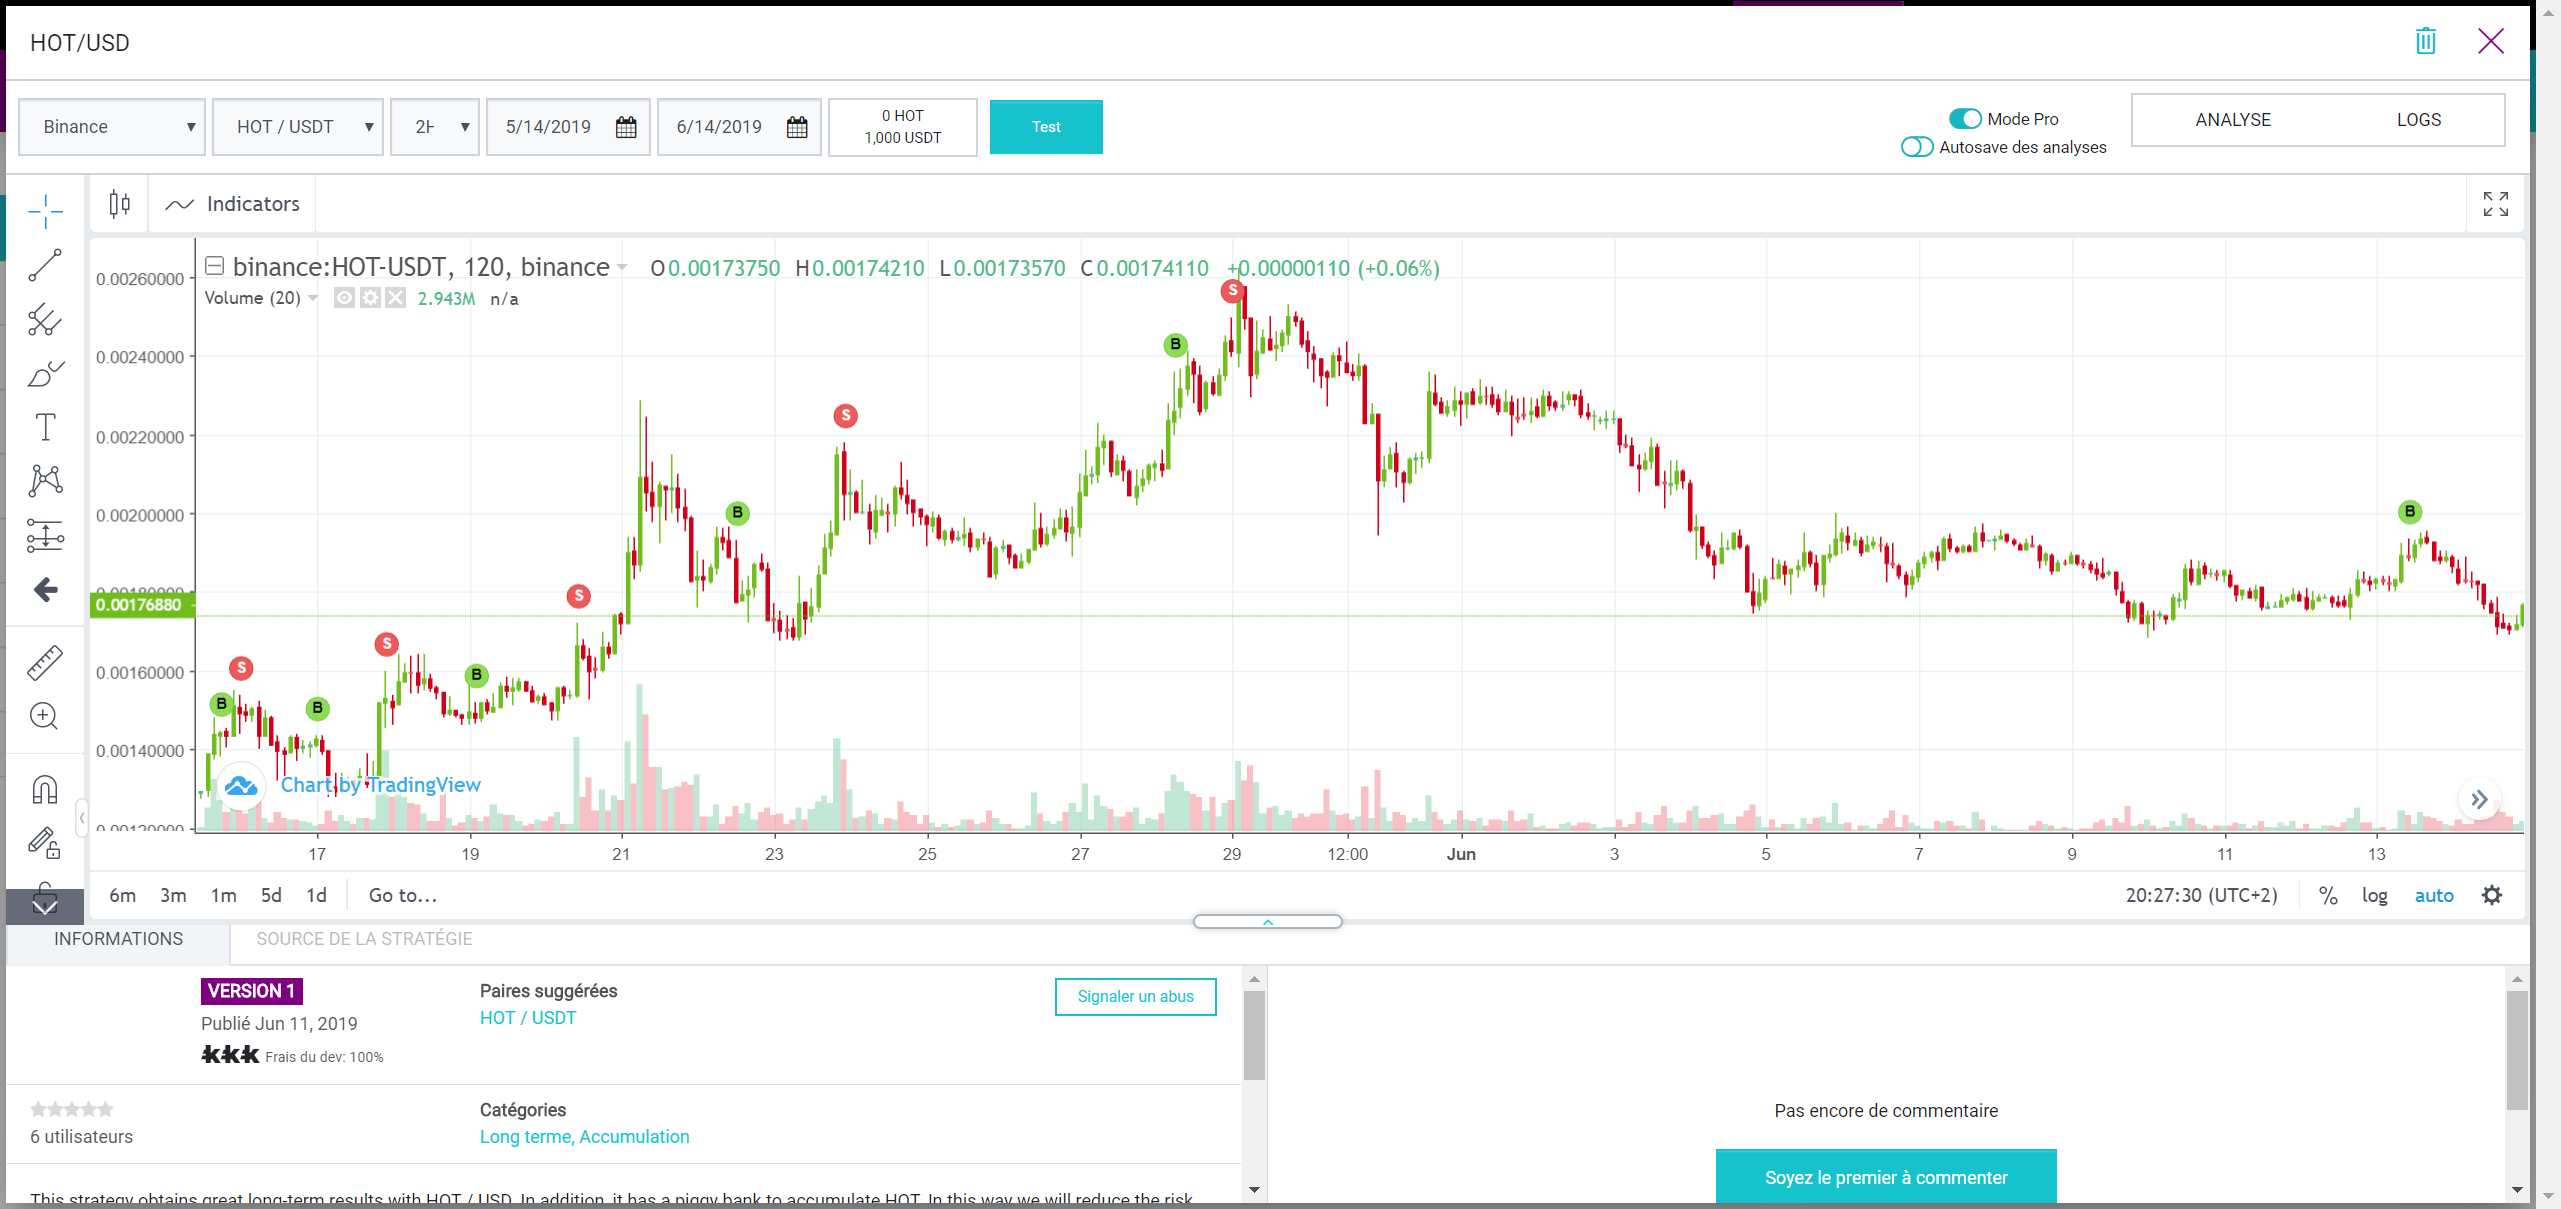 HOT/USD
Binance
HOT / USDT
5/14/2019
6/14/2019
0 HOT
1,000 USDT
Test
Mode Pro
Autosave des analyses
ANALYSE
LOGS
Indicators
binance:HOT-USDT, 120, binance
O0.00173750 H0.00174210 L0.00173570 C0.00174110 +0.00000110 (+0.06%)
Volume (20) 2.943M n/a
0.00260000
0.00240000
0.00220000
0.00200000
0.00176880
0.00160000
0.00140000
0.00120000
B
S
B
S
B
S
B
S
B
S
B
Chart by TradingView
17 19 21 23 25 27 29 12:00 Jun 3 5 7 9 11 13
6m 3m 1m 5d 1d Go to...
20:27:30 (UTC+2) % log auto
INFORMATIONS
SOURCE DE LA STRATÉGIE
VERSION 1
Publié Jun 11, 2019
Frais du dev: 100%
Paires suggérées
HOT / USDT
Signaler un abus
6 utilisateurs
Catégories
Long terme, Accumulation
This strategy obtains great long-term results with HOT / USD. In addition, it has a piggy bank to accumulate HOT. In this way we will reduce the risk
Pas encore de commentaire
Soyez le premier à commenter